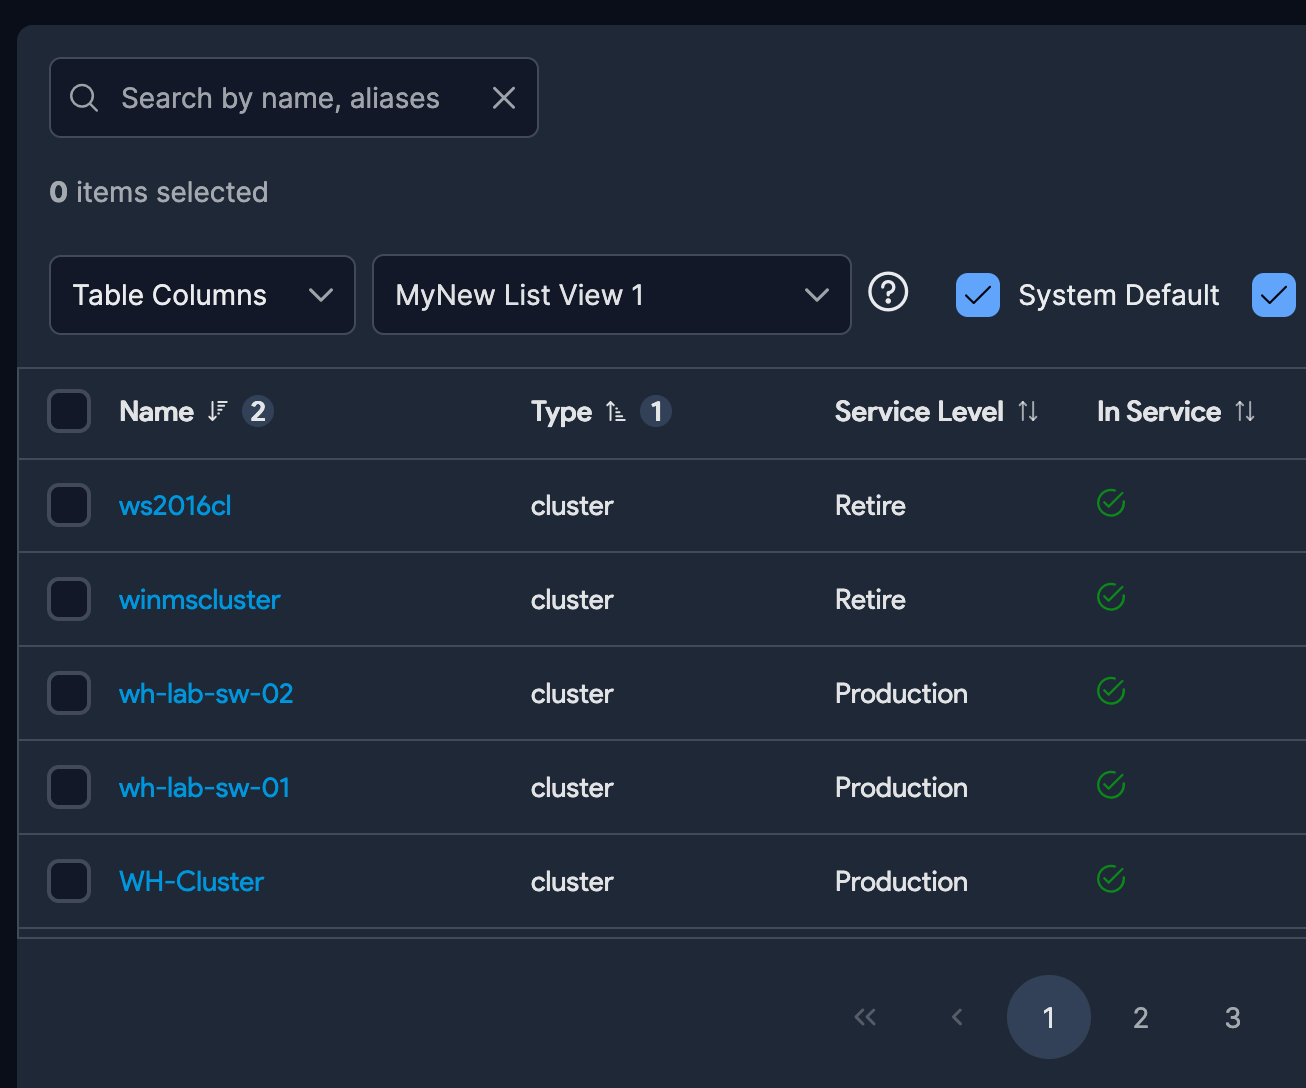 Search by name, aliases
0 items selected
Table Columns MyNew List View 1 System Default
Name 2 Type 1 Service Level In Service
ws2016cl cluster Retire
winmscluster cluster Retire
wh-lab-sw-02 cluster Production
wh-lab-sw-01 cluster Production
WH-Cluster cluster Production
1 2 3